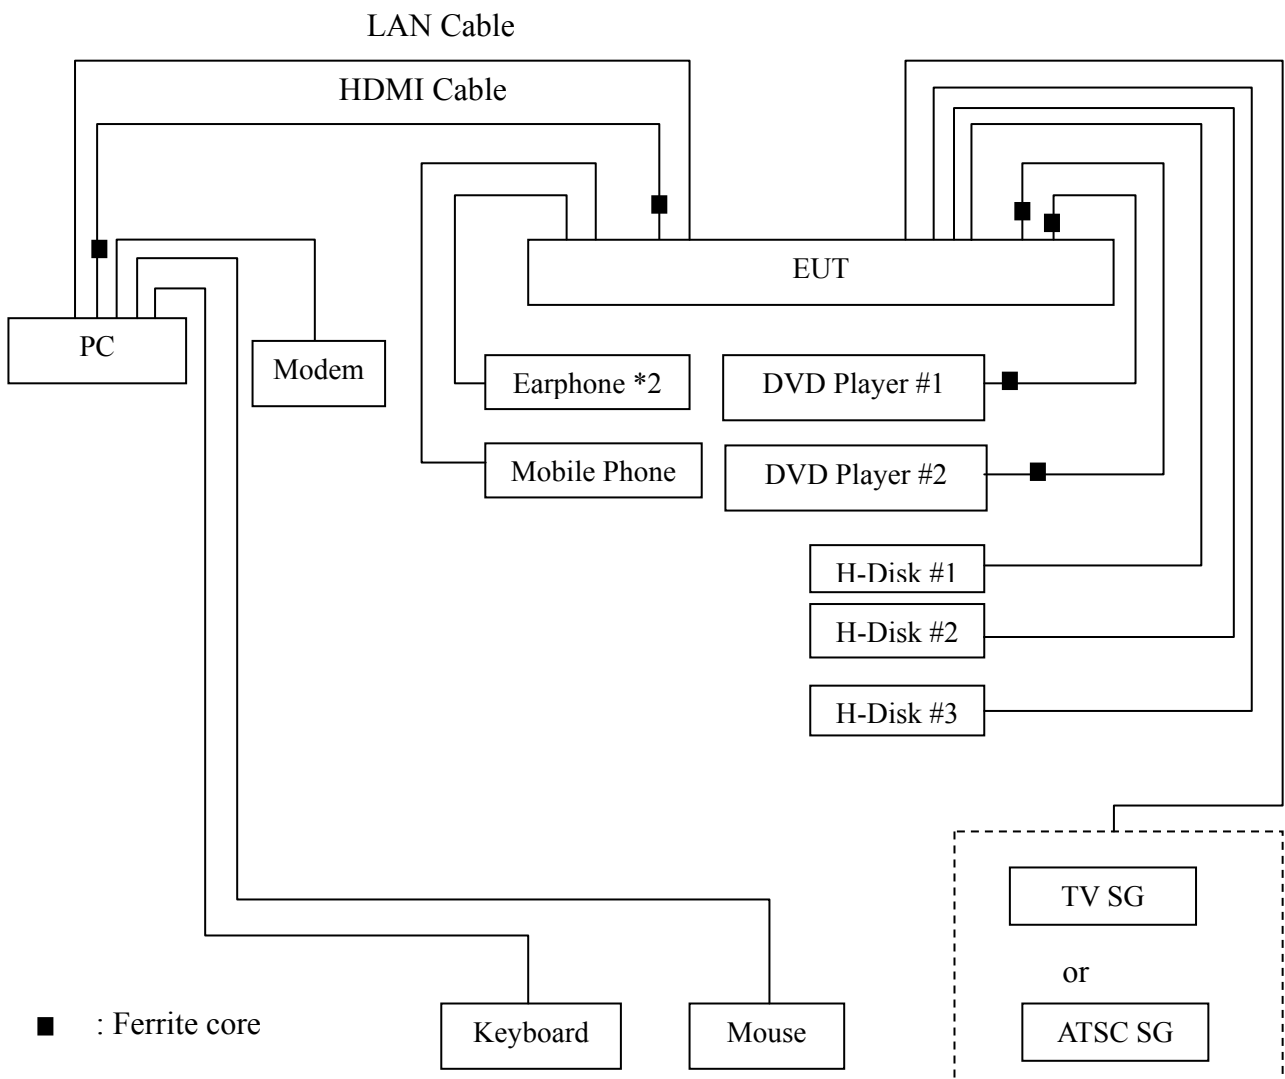 LAN Cable
HDMI Cable
EUT
PC
Modem
Earphone *2
DVD Player #1
Mobile Phone
DVD Player #2
H-Disk #1
H-Disk #2
H-Disk #3
TV SG
or
: Ferrite core
Keyboard
Mouse
ATSC SG